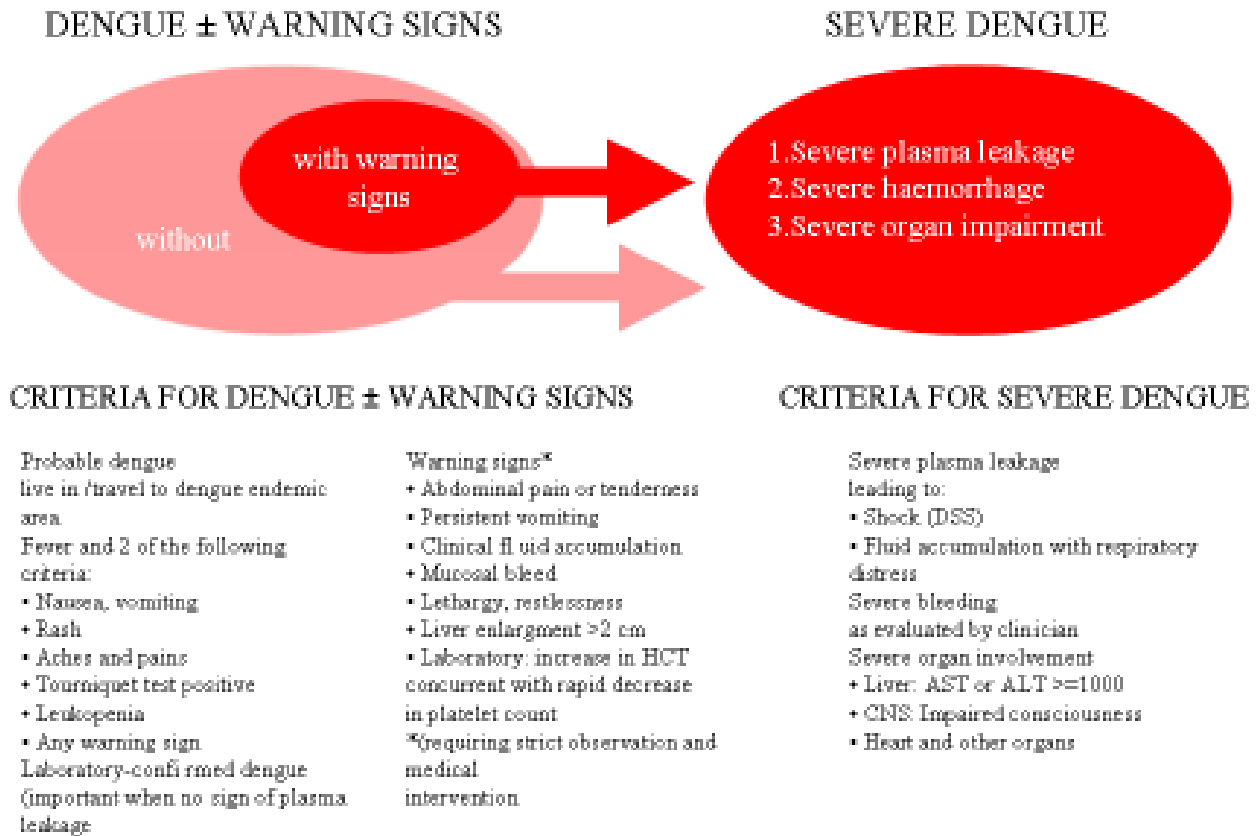 DENGUE ± WARNING SIGNS
SEVERE DENGUE
with warning
signs
without
1.Severe plasma leakage
2.Severe haemorrhage
3.Severe organ impairment
CRITERIA FOR DENGUE ± WARNING SIGNS
Probable dengue
live in /travel to dengue endemic
area.
Fever and 2 of the following
criteria:
• Nausea, vomiting
• Rash
• Aches and pains
• Tourniquet test positive
• Leukopenia
• Any warning sign
Laboratory-confi rmed dengue
(important when no sign of plasma
leakage
Warning signs*
• Abdominal pain or tenderness
• Persistent vomiting
• Clinical fl uid accumulation
• Mucosal bleed
• Lethargy, restlessness
• Liver enlargment >2 cm
• Laboratory: increase in HCT
concurrent with rapid decrease
in platelet count
*(requiring strict observation and
medical
intervention
CRITERIA FOR SEVERE DENGUE
Severe plasma leakage
leading to:
• Shock (DSS)
• Fluid accumulation with respiratory
distress
Severe bleeding
as evaluated by clinician
Severe organ involvement
• Liver: AST or ALT >=1000
• CNS: Impaired consciousness
• Heart and other organs